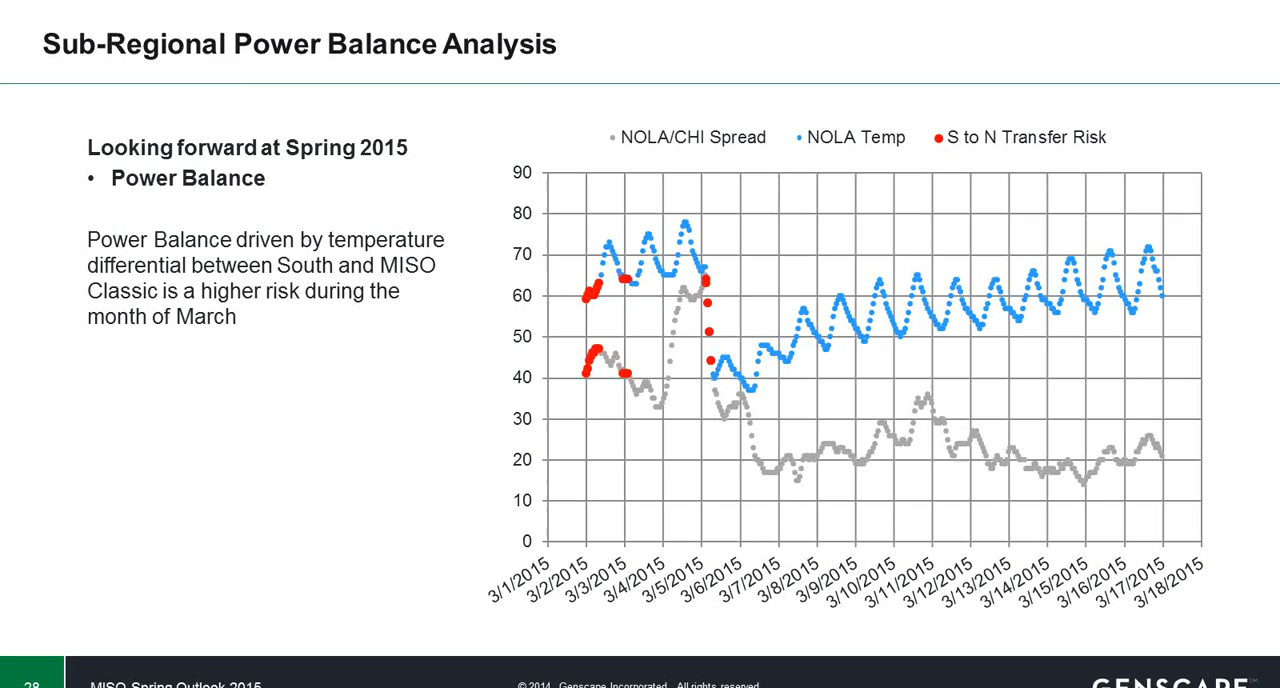 Sub-Regional Power Balance Analysis
Looking forward at Spring 2015
• Power Balance
Power Balance driven by temperature
differential between South and MISO
Classic is a higher risk during the
month of March
NOLA/CHI Spread NOLA Temp S to N Transfer Risk
90
80
70
60
50
40
30
20
10
0
3/1/2015 3/2/2015 3/3/2015 3/4/2015 3/5/2015 3/6/2015 3/7/2015 3/8/2015 3/9/2015 3/10/2015 3/11/2015 3/12/2015 3/13/2015 3/14/2015 3/15/2015 3/16/2015 3/17/2015 3/18/2015
28 MISO Spring Outlook 2015 © 2014 Genscape Incorporated. All rights reserved GENSCAPE™